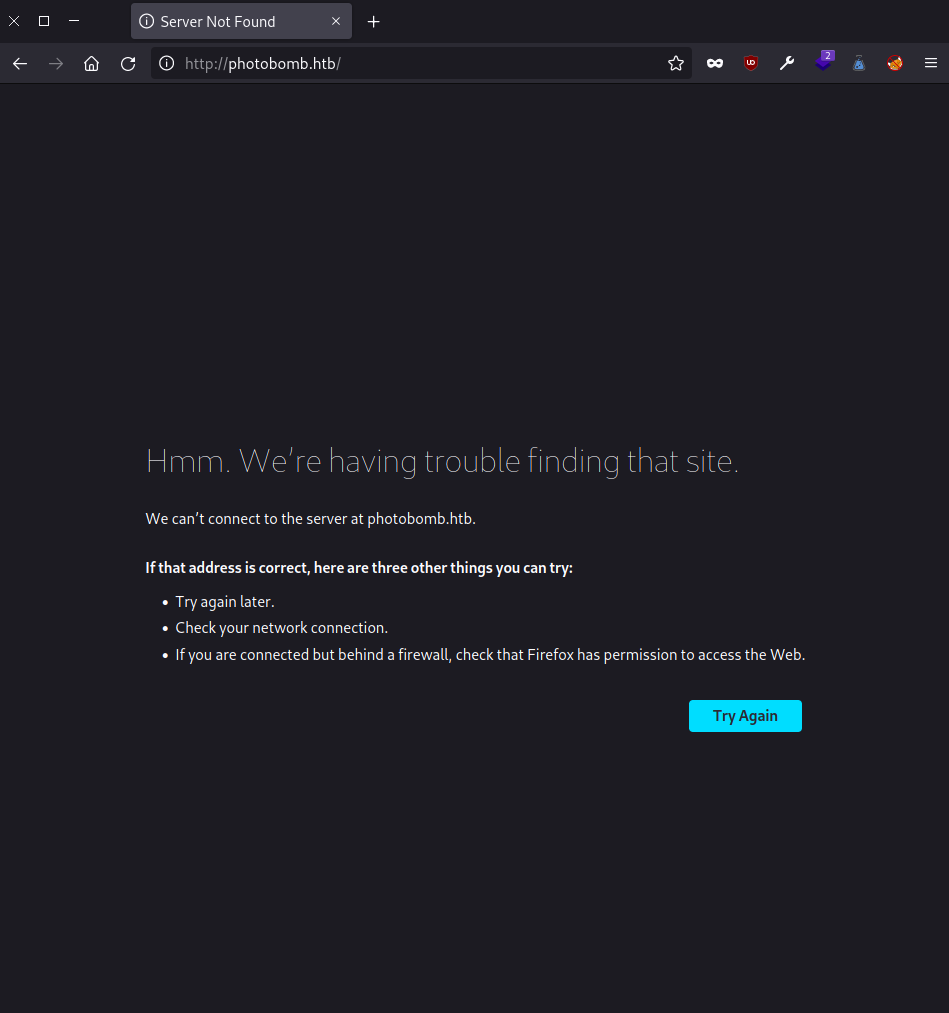 Server Not Found
http://photobomb.htb/
2
Hmm. We're having trouble finding that site.
We can't connect to the server at photobomb.htb.
If that address is correct, here are three other things you can try:
• Try again later.
• Check your network connection.
• If you are connected but behind a firewall, check that Firefox has permission to access the Web.
Try Again